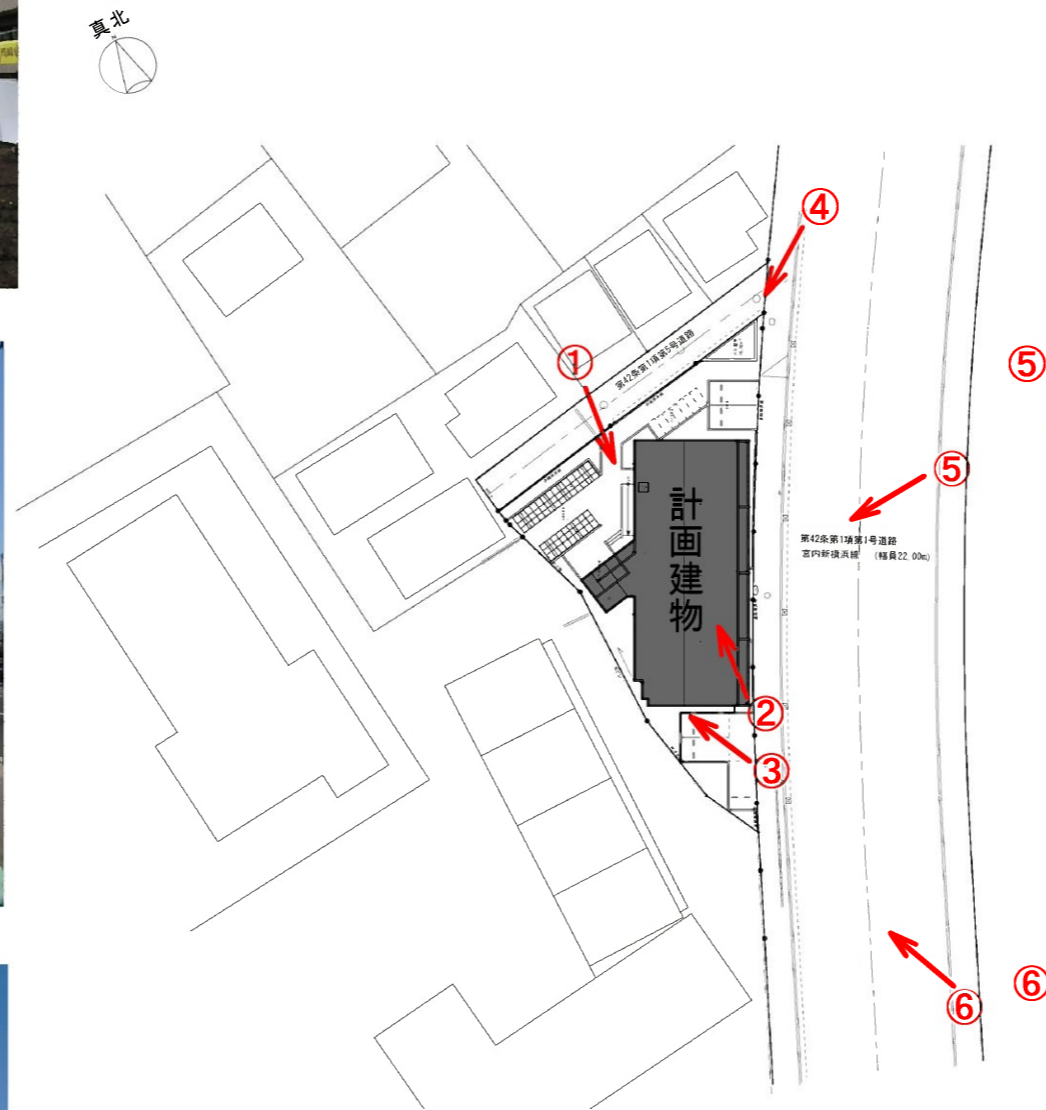 真北
④
①
第42条第1項第5号道路
⑤
⑤
計画建物
第42条第1項第1号道路
宮内新横浜線 (幅員22.00m)
②
③
⑥
⑥